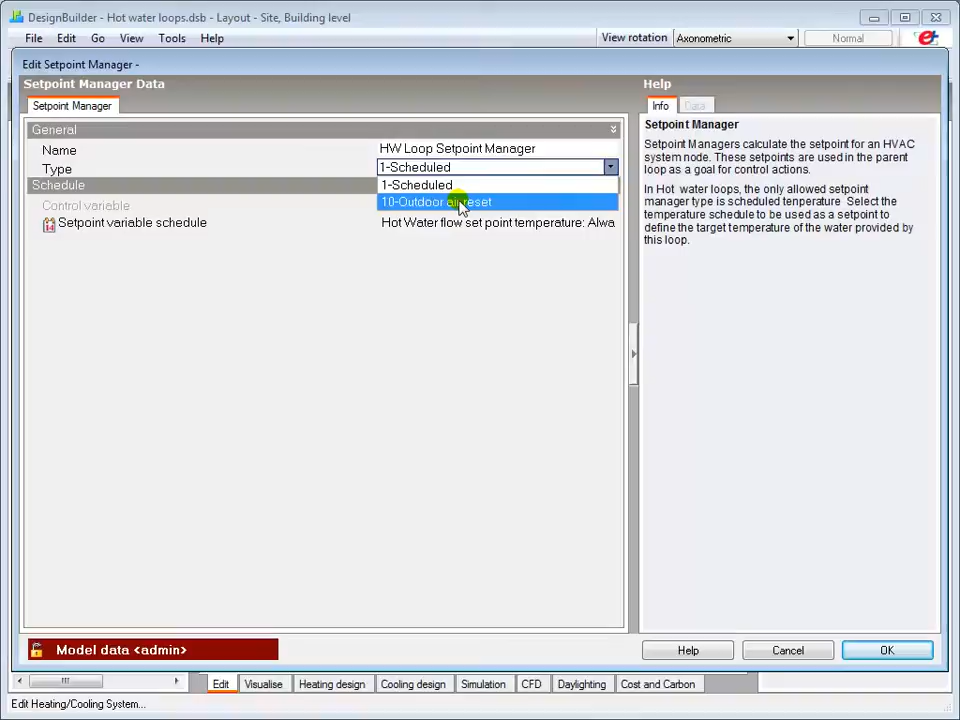 DesignBuilder - Hot water loops.dsb - Layout - Site, Building level
File Edit Go View Tools Help
View rotation Axonometric Normal
Edit Setpoint Manager -
Setpoint Manager Data
Setpoint Manager
General
Name HW Loop Setpoint Manager
Type 1-Scheduled
1-Scheduled
Schedule
10-Outdoor air reset
Control variable
Setpoint variable schedule Hot Water flow set point temperature: Alwa
Help
Info Data
Setpoint Manager
Setpoint Managers calculate the setpoint for an HVAC
system node. These setpoints are used in the parent
loop as a goal for control actions.
In Hot water loops, the only allowed setpoint
manager type is scheduled tenperature Select the
temperature schedule to be used as a setpoint to
define the target temperature of the water provided by
this loop.
Model data <admin>
Help Cancel OK
Edit Visualise Heating design Cooling design Simulation CFD Daylighting Cost and Carbon
Edit Heating/Cooling System...